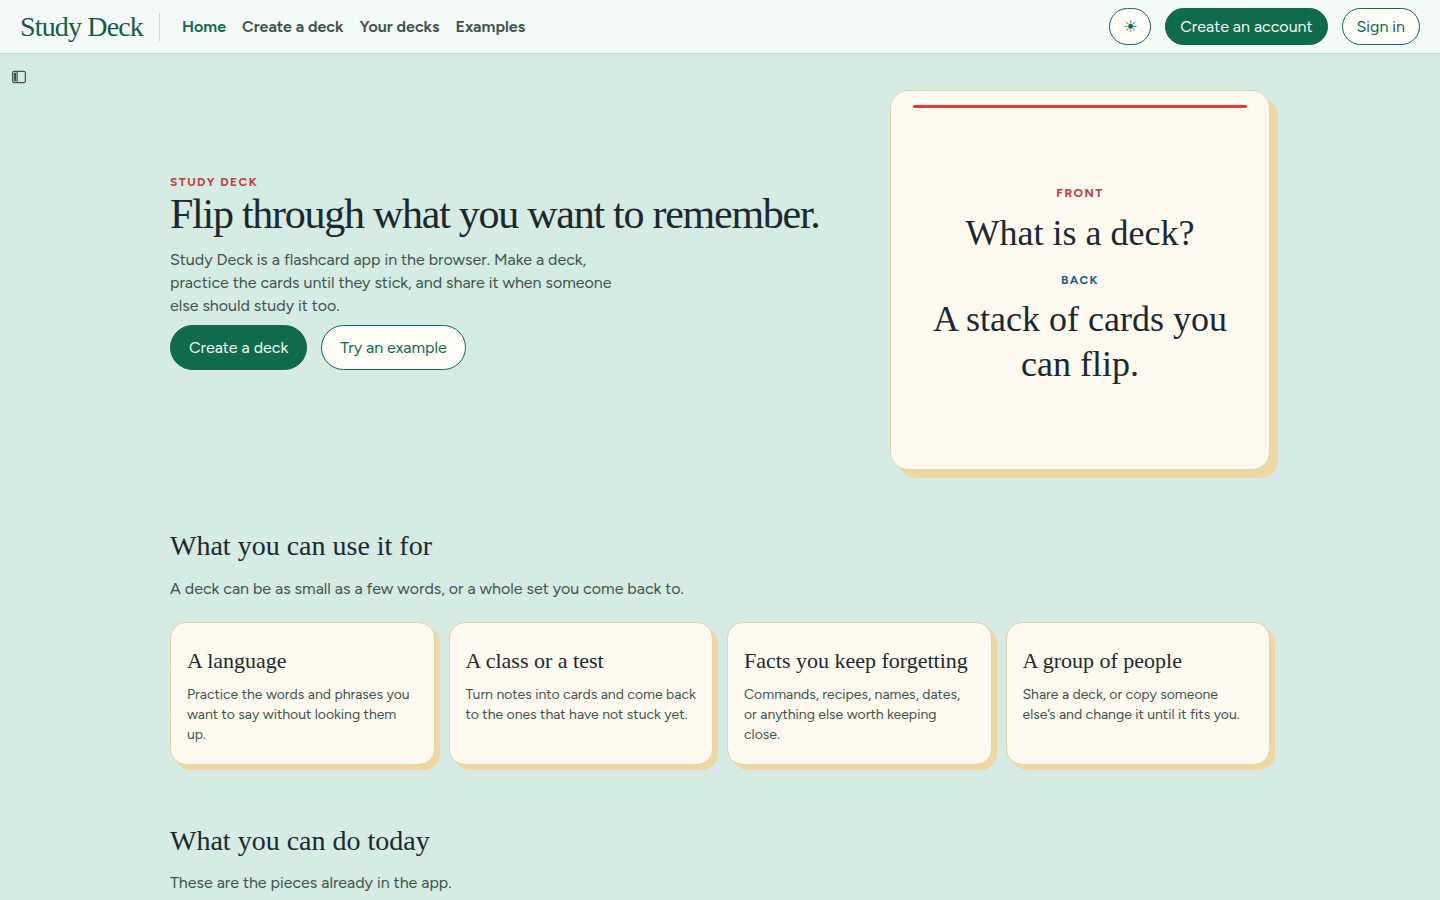 Study Deck
Home
Create a deck
Your decks
Examples
Create an account
Sign in
STUDY DECK
Flip through what you want to remember.
Study Deck is a flashcard app in the browser. Make a deck,
practice the cards until they stick, and share it when someone
else should study it too.
Create a deck
Try an example
FRONT
What is a deck?
BACK
A stack of cards you
can flip.
What you can use it for
A deck can be as small as a few words, or a whole set you come back to.
A language
Practice the words and phrases you
want to say without looking them
up.
A class or a test
Turn notes into cards and come back
to the ones that have not stuck yet.
Facts you keep forgetting
Commands, recipes, names, dates,
or anything else worth keeping
close.
A group of people
Share a deck, or copy someone
else’s and change it until it fits you.
What you can do today
These are the pieces already in the app.